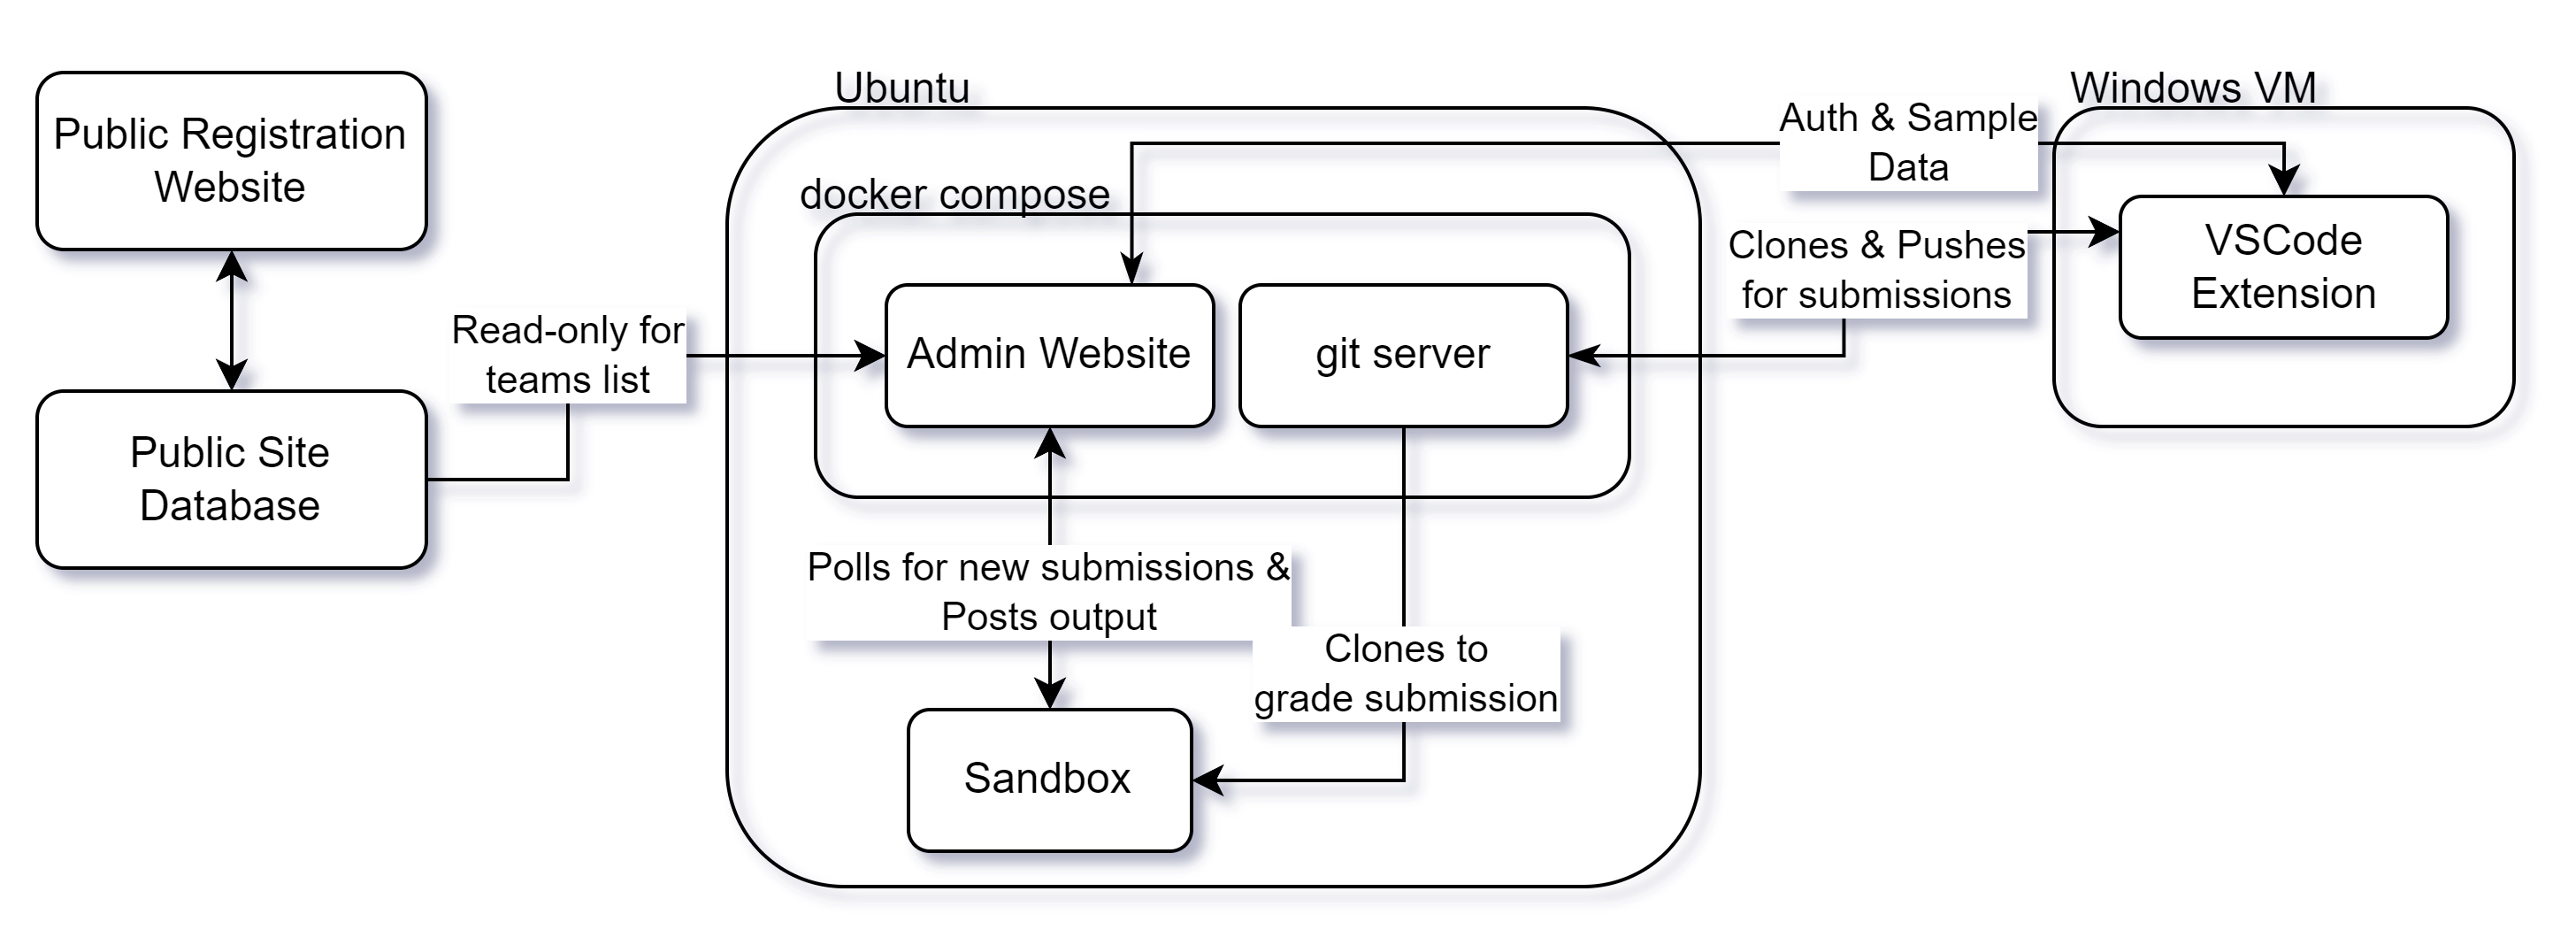 Public Registration
Website
Public Site
Database
Read-only for
teams list
Ubuntu
docker compose
Admin Website
git server
Polls for new submissions &
Posts output
Clones to
grade submission
Sandbox
Auth & Sample
Data
Clones & Pushes
for submissions
Windows VM
VSCode
Extension